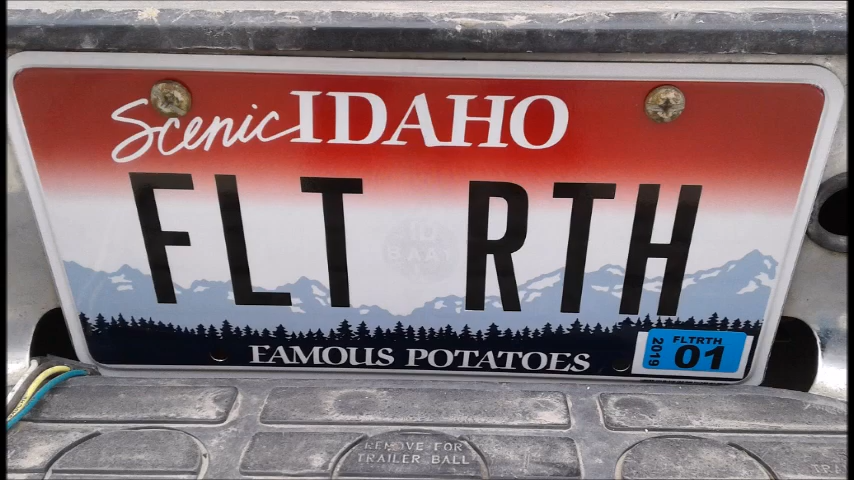 Scenic IDAHO
FLT RTH
FAMOUS POTATOES
FLTRTH
2019 01
REMOVE FOR
TRAILER BALL